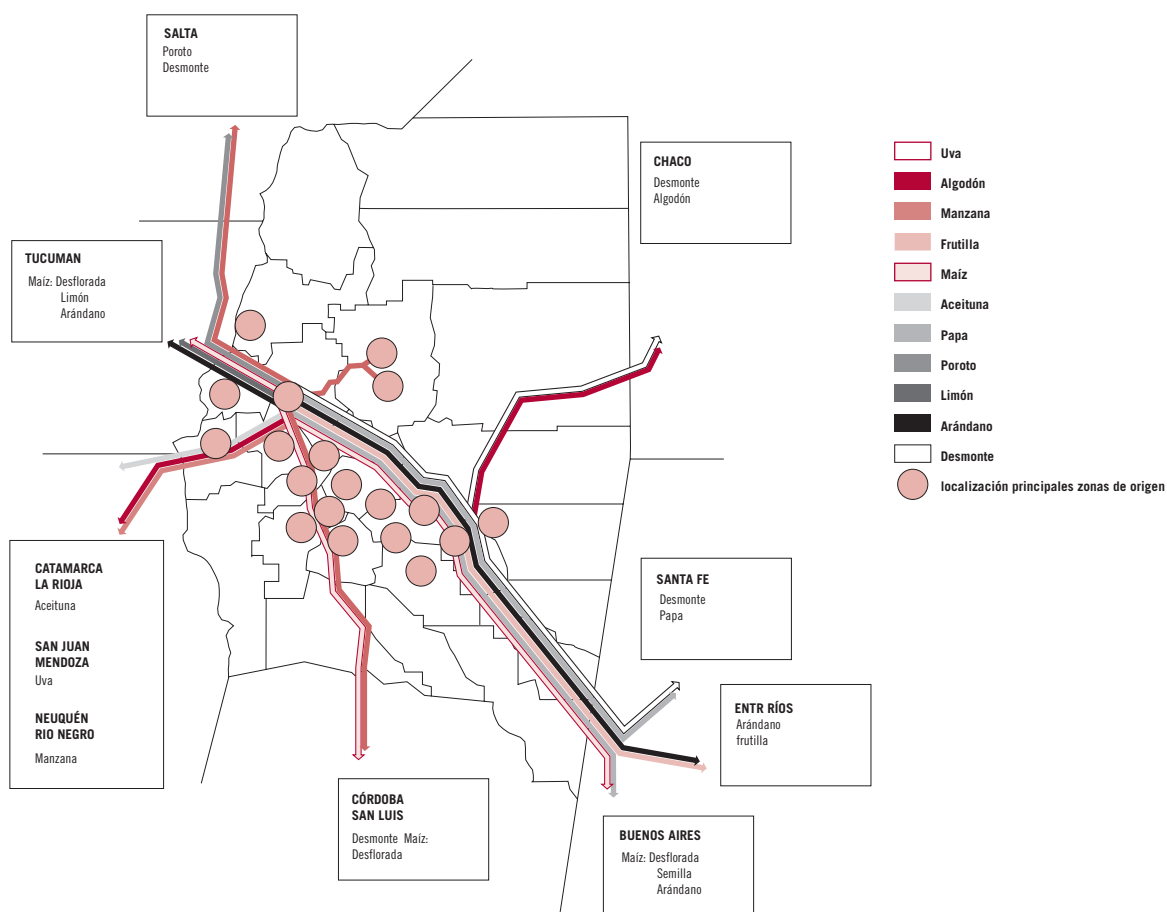 SALTA
Poroto
Desmonte
CHACO
Desmonte
Algodón
TUCUMAN
Maíz: Desflorada
Limón
Arándano
Uva
Algodón
Manzana
Frutilla
Maíz
Aceituna
Papa
Poroto
Limón
Arándano
Desmonte
localización principales zonas de origen
CATAMARCA
LA RIOJA
Aceituna
SAN JUAN
MENDOZA
Uva
NEUQUÉN
RIO NEGRO
Manzana
SANTA FE
Desmonte
Papa
ENTR RÍOS
Arándano
frutilla
CÓRDOBA
SAN LUIS
Desmonte Maíz:
Desflorada
BUENOS AIRES
Maíz: Desflorada
Semilla
Arándano